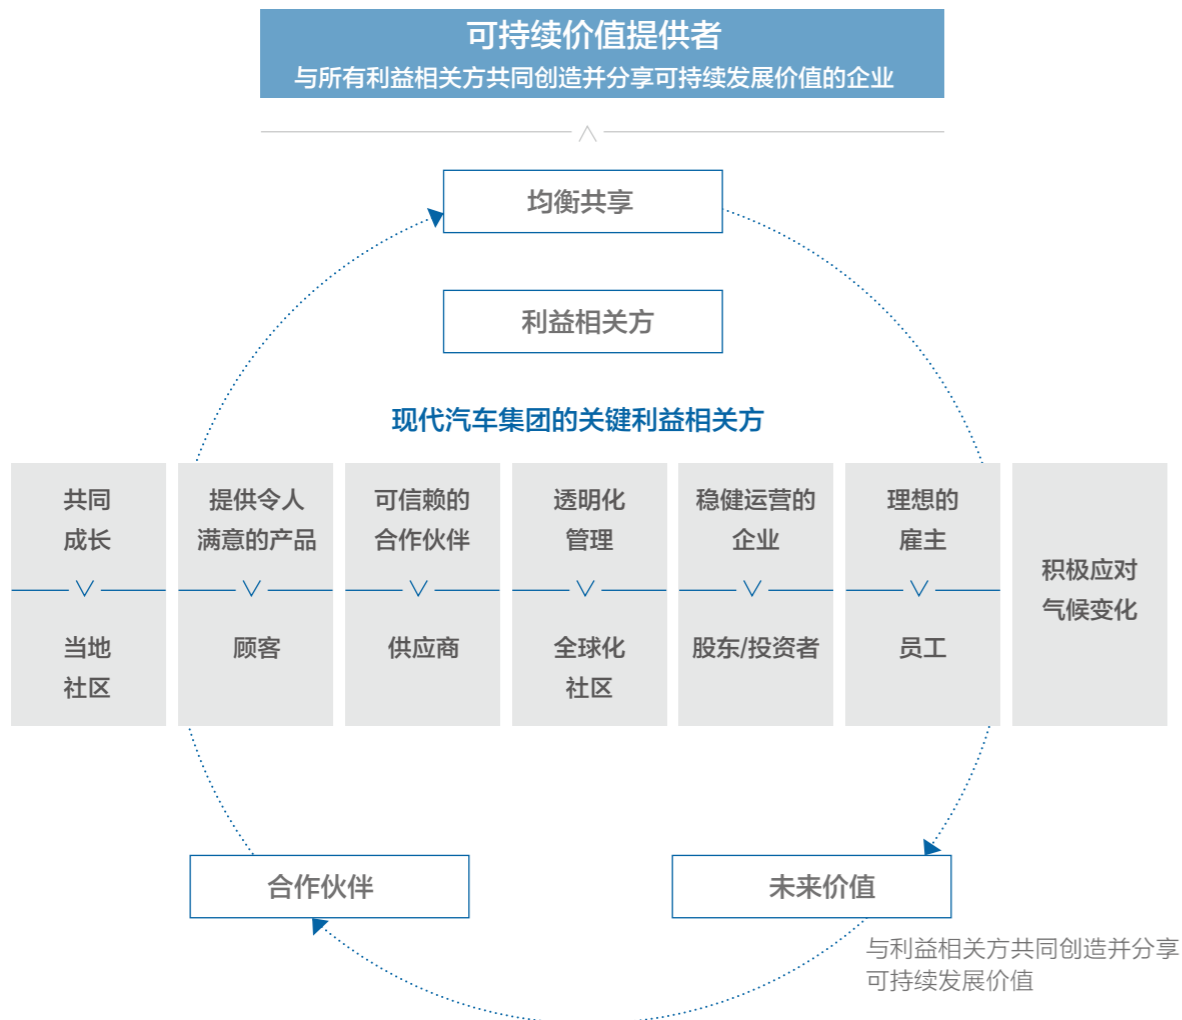 可持续价值提供者
与所有利益相关方共同创造并分享可持续发展价值的企业
均衡共享
利益相关方
现代汽车集团的关键利益相关方
共同
成长
当地
社区
提供令人
满意的产品
顾客
可信赖的
合作伙伴
供应商
透明化
管理
全球化
社区
稳健运营的
企业
股东/投资者
理想的
雇主
员工
积极应对
气候变化
合作伙伴
未来价值
与利益相关方共同创造并分享
可持续发展价值